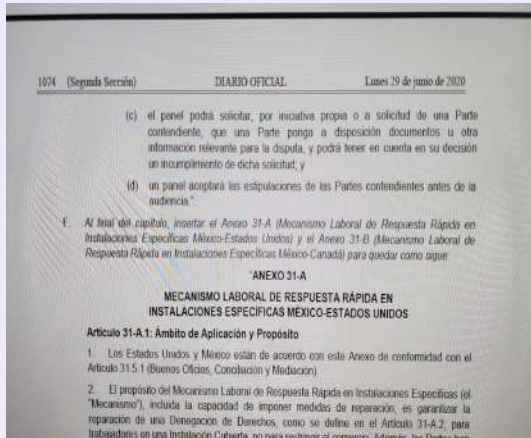 1074 (Segunda Sección) DIARIO OFICIAL Lunes 29 de junio de 2020
(c) el panel podrá solicitar, por iniciativa propia o a solicitud de una Parte
contendiente, que una Parte ponga a disposición documentos u otra
información relevante para la disputa, y podrá tener en cuenta en su decisión
un incumplimiento de dicha solicitud; y
(d) un panel aceptará las estipulaciones de las Partes contendientes antes de la
audiencia."
F. Al final del capítulo, insertar el Anexo 31-A (Mecanismo Laboral de Respuesta Rápida en
Instalaciones Específicas México-Estados Unidos) y el Anexo 31-B (Mecanismo Laboral de
Respuesta Rápida en Instalaciones Específicas México-Canadá) para quedar como sigue:
"ANEXO 31-A
MECANISMO LABORAL DE RESPUESTA RÁPIDA EN
INSTALACIONES ESPECÍFICAS MÉXICO-ESTADOS UNIDOS
Artículo 31-A.1: Ámbito de Aplicación y Propósito
1. Los Estados Unidos y México están de acuerdo con este Anexo de conformidad con el
Artículo 31.5.1 (Buenos Oficios, Conciliación y Mediación).
2. El propósito del Mecanismo Laboral de Respuesta Rápida en Instalaciones Específicas (el
"Mecanismo"), incluida la capacidad de imponer medidas de reparación, es garantizar la
reparación de una Denegación de Derechos, como se define en el Artículo 31-A.2, para
trabajadores en una Instalación Cubierta, no para restringir el comercio. Además, las